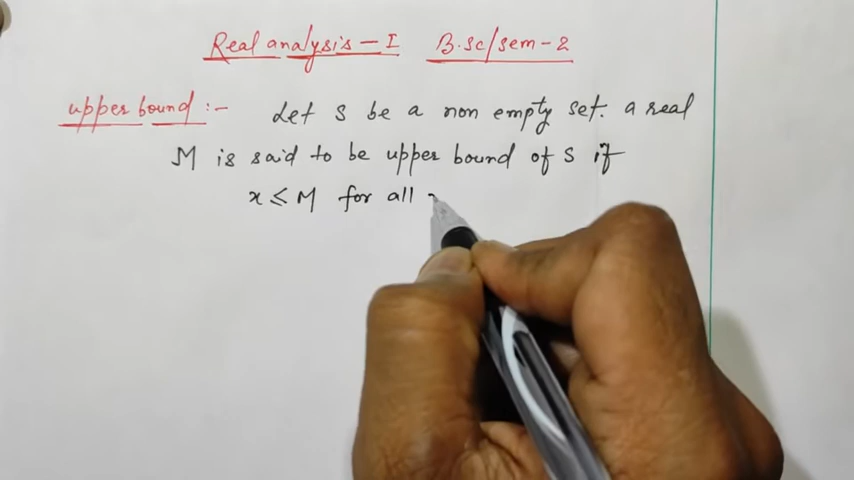 Real analysis - I B.sc/sem - 2
upper bound :- Let S be a non empty set. a real
M is said to be upper bound of S if
x ≤ M for all